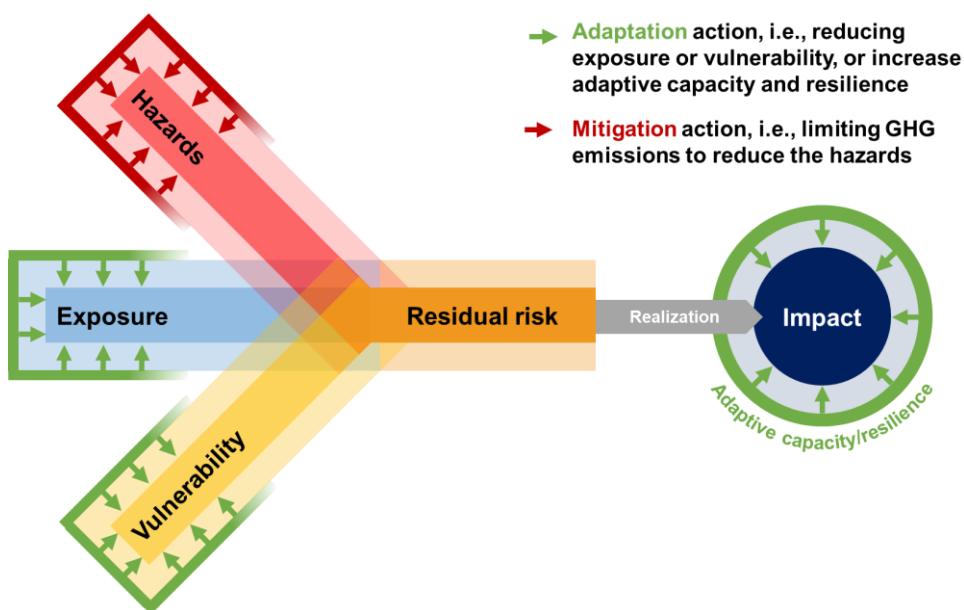 Adaptation action, i.e., reducing
exposure or vulnerability, or increase
adaptive capacity and resilience
Mitigation action, i.e., limiting GHG
emissions to reduce the hazards
Hazards
Exposure
Vulnerability
Residual risk
Realization
Impact
Adaptive capacity/resilience